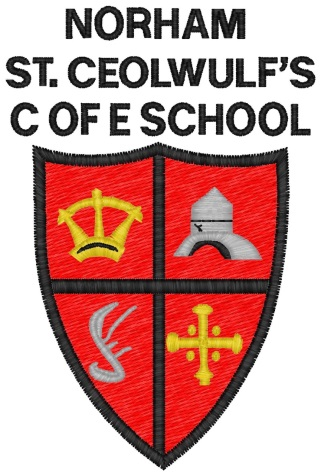 NORHAM
ST. CEOLWULF'S
C OF E SCHOOL